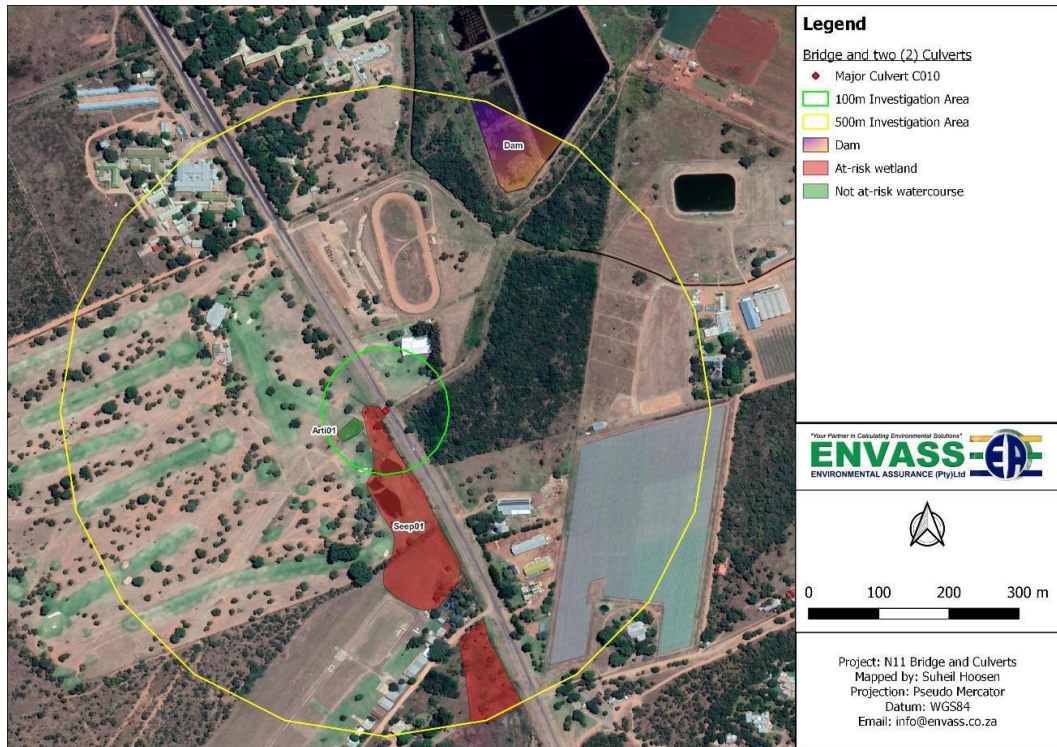 Legend
Bridge and two (2) Culverts
Major Culvert C010
100m Investigation Area
500m Investigation Area
Dam
At-risk wetland
Not at-risk watercourse
Dam
Arti01
Seep01
"Your Partner in Calculating Environmental Solutions"
ENVASS
ENVIRONMENTAL ASSURANCE (Pty)Ltd
EA
0 100 200 300 m
Project: N11 Bridge and Culverts
Mapped by: Suheil Hoosen
Projection: Pseudo Mercator
Datum: WGS84
Email: info@envass.co.za